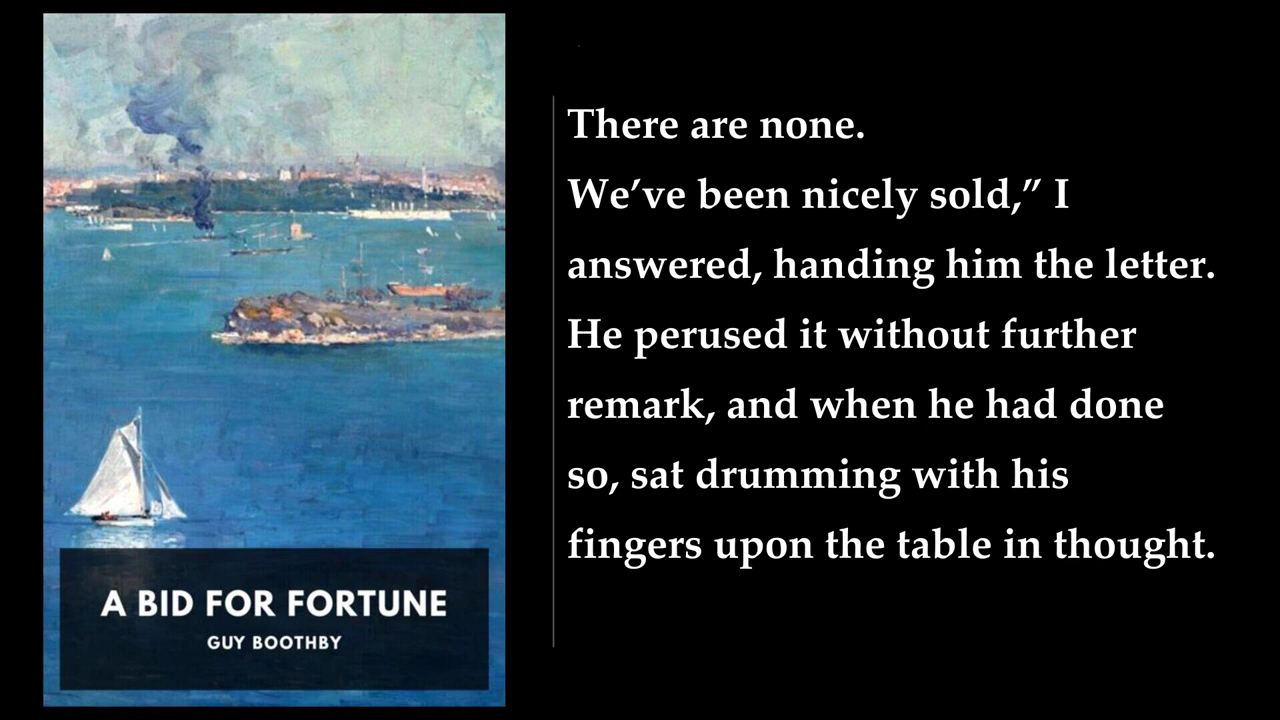 There are none.
We’ve been nicely sold,” I
answered, handing him the letter.
He perused it without further
remark, and when he had done
so, sat drumming with his
fingers upon the table in thought.
A BID FOR FORTUNE
GUY BOOTHBY